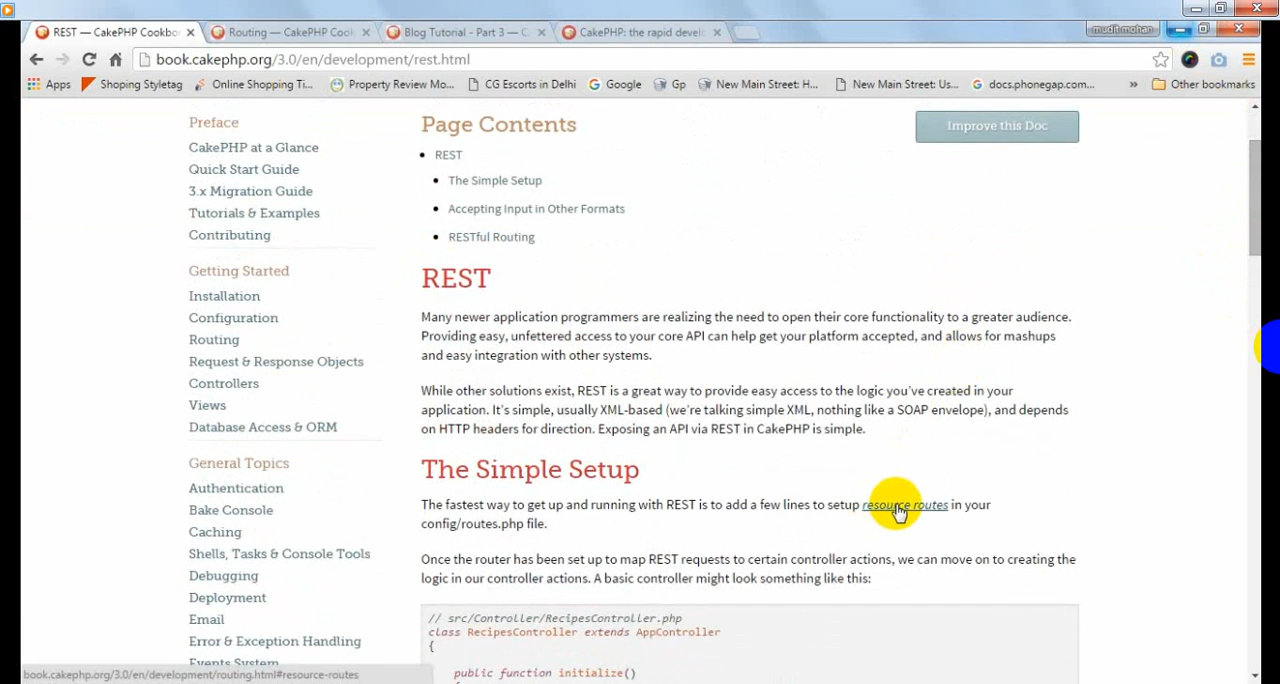 REST — CakePHP Cookbo
Routing — CakePHP Cool
Blog Tutorial - Part 3 — C
CakePHP: the rapid devel
mudit mohan
book.cakephp.org/3.0/en/development/rest.html
Apps
Shoping Styletag
Online Shopping Ti...
Property Review Mo...
CG Escorts in Delhi
Google
Gp
New Main Street: H...
New Main Street: Us...
docs.phonegap.com...
»
Other bookmarks
Preface
CakePHP at a Glance
Quick Start Guide
3.x Migration Guide
Tutorials & Examples
Contributing
Getting Started
Installation
Configuration
Routing
Request & Response Objects
Controllers
Views
Database Access & ORM
General Topics
Authentication
Bake Console
Caching
Shells, Tasks & Console Tools
Debugging
Deployment
Email
Error & Exception Handling
Events System
Page Contents
Improve this Doc
REST
The Simple Setup
Accepting Input in Other Formats
RESTful Routing
REST
Many newer application programmers are realizing the need to open their core functionality to a greater audience.
Providing easy, unfettered access to your core API can help get your platform accepted, and allows for mashups
and easy integration with other systems.
While other solutions exist, REST is a great way to provide easy access to the logic you've created in your
application. It's simple, usually XML-based (we're talking simple XML, nothing like a SOAP envelope), and depends
on HTTP headers for direction. Exposing an API via REST in CakePHP is simple.
The Simple Setup
The fastest way to get up and running with REST is to add a few lines to setup resource routes in your
config/routes.php file.
Once the router has been set up to map REST requests to certain controller actions, we can move on to creating the
logic in our controller actions. A basic controller might look something like this:
// src/Controller/RecipesController.php
class RecipesController extends AppController
{
public function initialize()
book.cakephp.org/3.0/en/development/routing.html#resource-routes